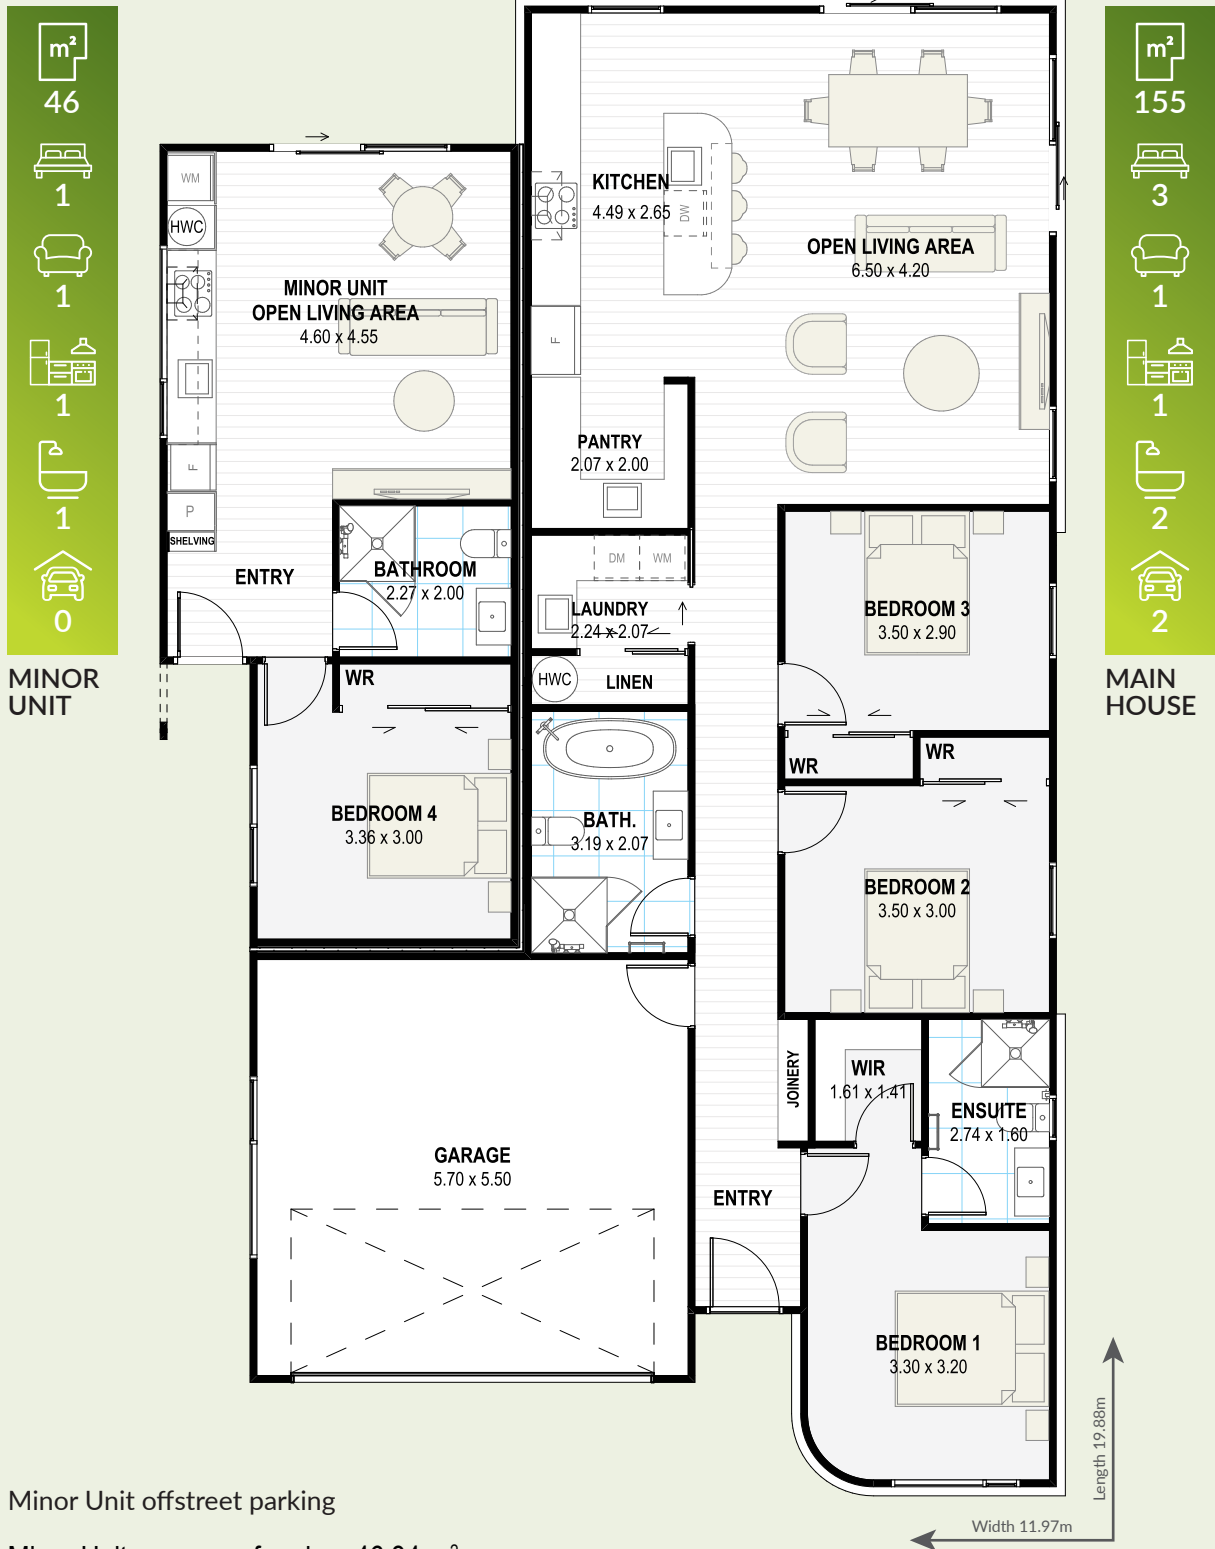 m²
46
1
1
1
1
0
MINOR
UNIT
m²
155
3
1
1
2
2
MAIN
HOUSE
WM
HWC
MINOR UNIT
OPEN LIVING AREA
4.60 x 4.55
F
P
SHELVING
ENTRY
BATHROOM
2.27 x 2.00
WR
BEDROOM 4
3.36 x 3.00
KITCHEN
4.49 x 2.65
DW
OPEN LIVING AREA
6.50 x 4.20
F
PANTRY
2.07 x 2.00
DM
WM
LAUNDRY
2.24 x 2.07
HWC
LINEN
BATH.
3.19 x 2.07
BEDROOM 3
3.50 x 2.90
WR
WR
BEDROOM 2
3.50 x 3.00
JOINERY
WIR
1.61 x 1.41
ENSUITE
2.74 x 1.60
GARAGE
5.70 x 5.50
ENTRY
BEDROOM 1
3.30 x 3.20
Length 19.88m
Width 11.97m
Minor Unit offstreet parking